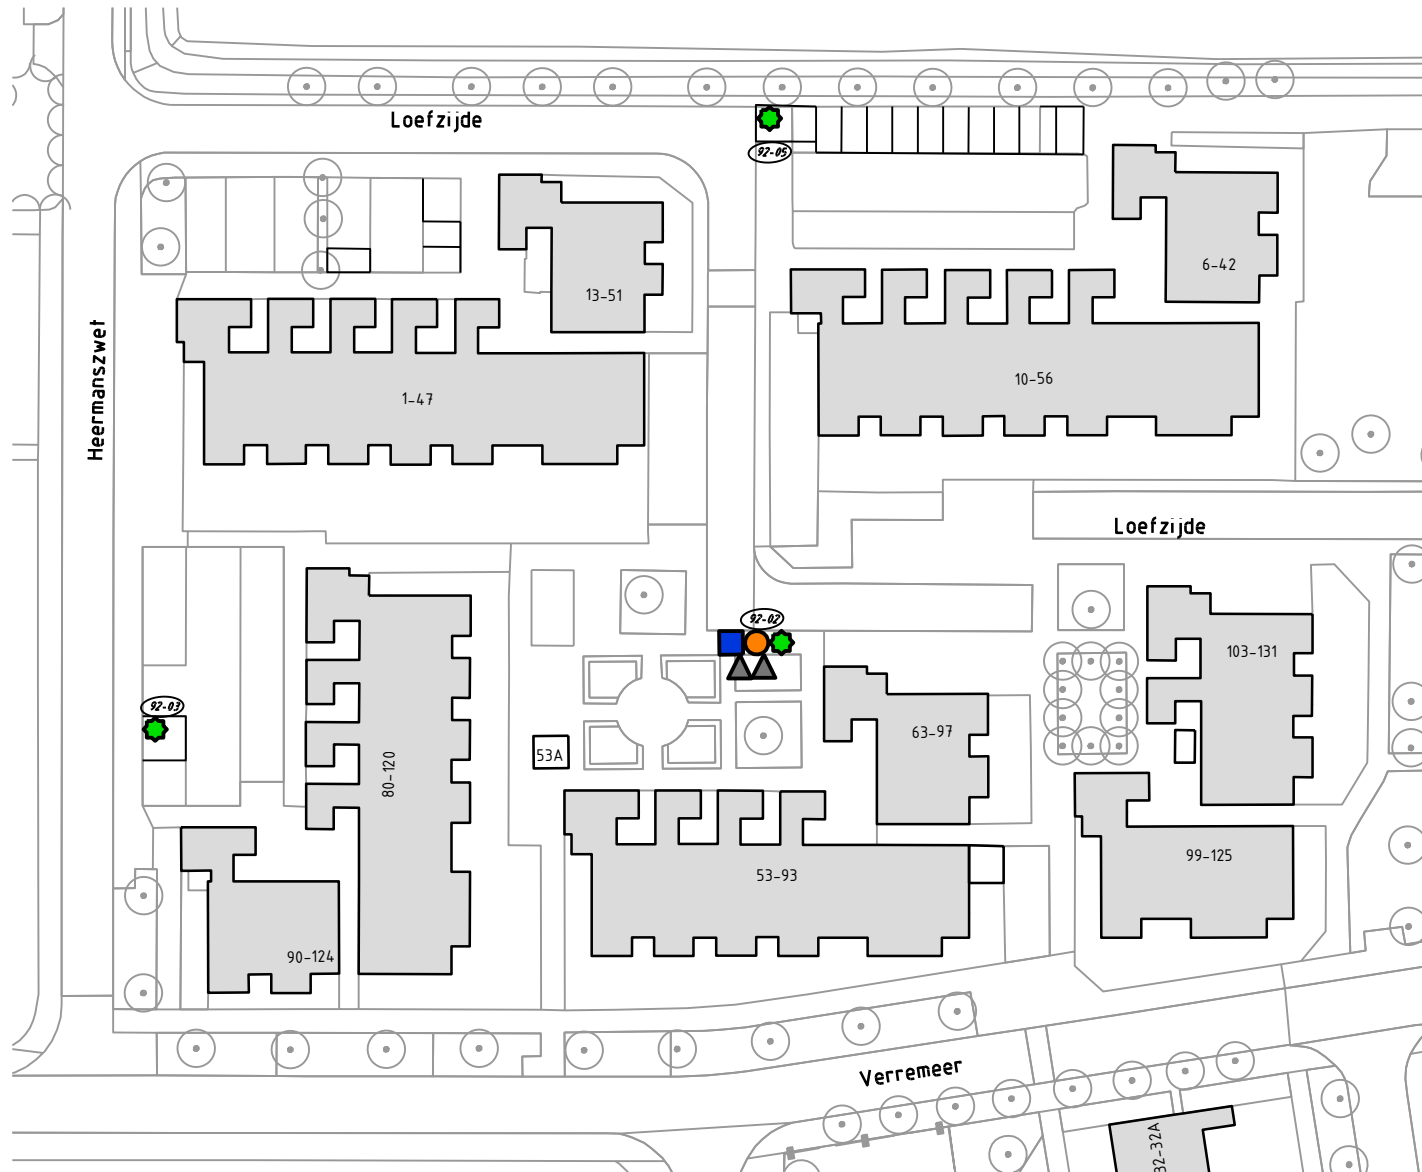 Loefzijde
92-05
6-42
13-51
Heermanszwet
10-56
1-47
Loefzijde
92-02
103-131
92-03
63-97
53A
80-120
99-125
53-93
90-124
Verremeer
32-32A